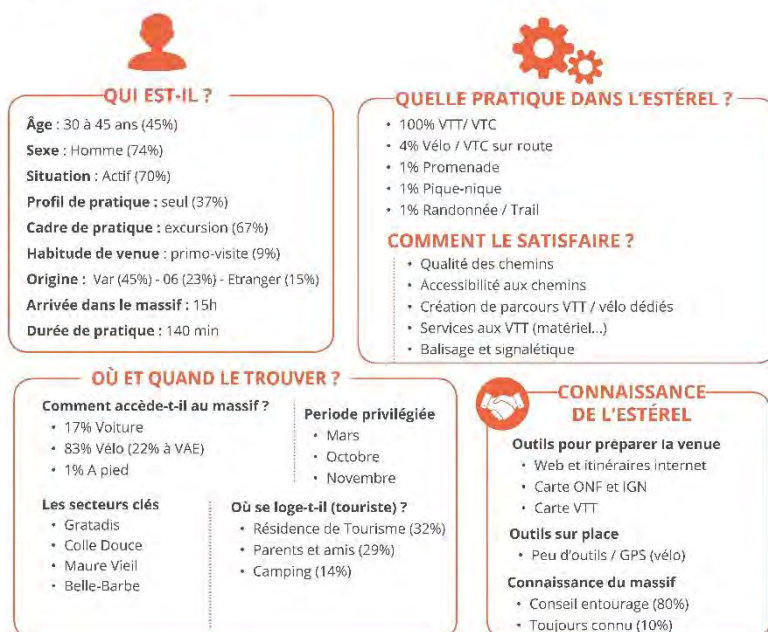 QUI EST-IL ?
Âge : 30 à 45 ans (45%)
Sexe : Homme (74%)
Situation : Actif (70%)
Profil de pratique : seul (37%)
Cadre de pratique : excursion (67%)
Habitude de venue : primo-visite (9%)
Origine : Var (45%) - 06 (23%) - Etranger (15%)
Arrivée dans le massif : 15h
Durée de pratique : 140 min
QUELLE PRATIQUE DANS L'ESTÉREL ?
• 100% VTT/ VTC
• 4% Vélo / VTC sur route
• 1% Promenade
• 1% Pique-nique
• 1% Randonnée / Trail
COMMENT LE SATISFAIRE ?
• Qualité des chemins
• Accessibilité aux chemins
• Création de parcours VTT / vélo dédiés
• Services aux VTT (matériel...)
• Balisage et signalétique
OÙ ET QUAND LE TROUVER ?
Comment accède-t-il au massif ?
• 17% Voiture
• 83% Vélo (22% à VAE)
• 1% A pied
Periode privilégiée
• Mars
• Octobre
• Novembre
Les secteurs clés
• Gratadis
• Colle Douce
• Maure Vieil
• Belle-Barbe
Où se loge-t-il (touriste) ?
• Résidence de Tourisme (32%)
• Parents et amis (29%)
• Camping (14%)
CONNAISSANCE
DE L'ESTÉREL
Outils pour préparer la venue
• Web et itinéraires internet
• Carte ONF et IGN
• Carte VTT
Outils sur place
• Peu d'outils / GPS (vélo)
Connaissance du massif
• Conseil entourage (80%)
• Toujours connu (10%)